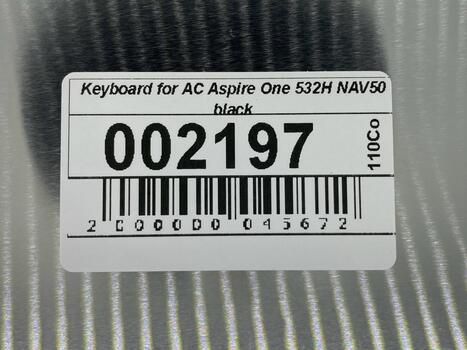 Keyboard for AC Aspire One 532H NAV50
black
002197
110Co
2 000000 045672